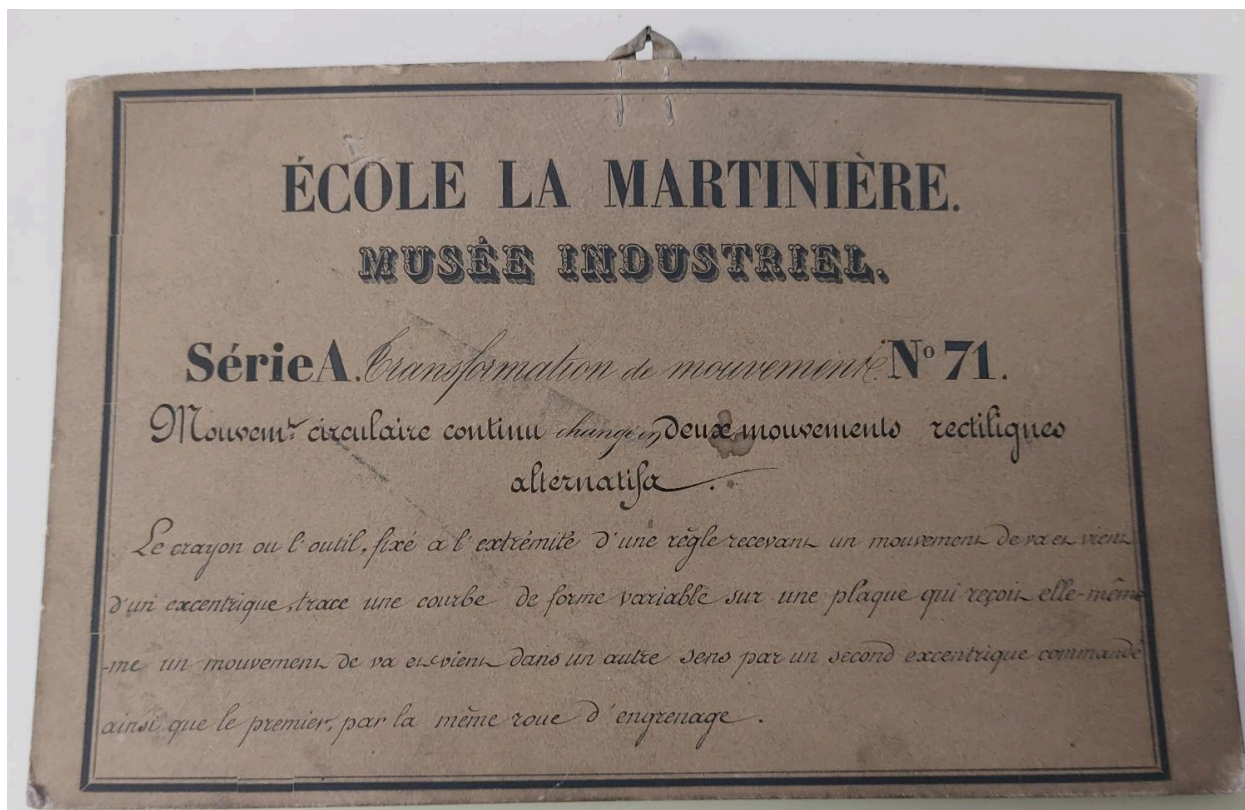 ÉCOLE LA MARTINIÈRE.
MUSÉE INDUSTRIEL.
Série A. Transformation de mouvement. Nº 71.
Mouvemt. circulaire continu changé en deux mouvements rectiliques
alternatifs.
Le crayon ou l'outil, fixé à l'extrémité d'une règle recevant un mouvement de va et vient
d'un excentrique, trace une courbe de forme variable sur une plaque qui reçoit elle-mêm
-me un mouvement de va et vient dans un autre sens par un second excentrique commandé
ainsi que le premier, par la même roue d'engrenage.